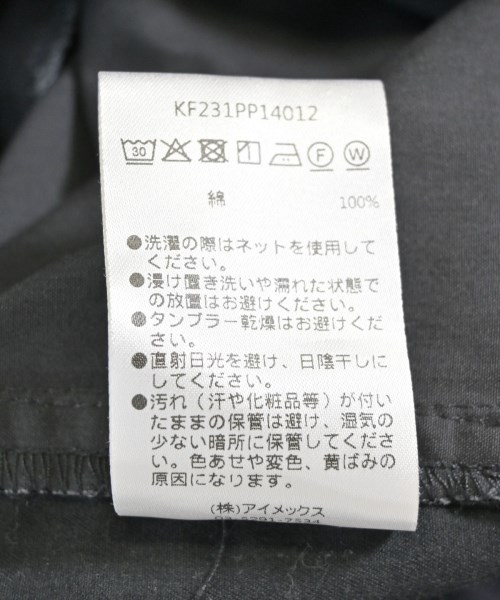 KF231PP14012
30 F W
綿 100%
●洗濯の際はネットを使用して
ください。
●浸け置き洗いや濡れた状態で
の放置はお避けください。
●タンブラー乾燥はお避けくだ
さい。
●直射日光を避け、日陰干しに
してください。
●汚れ（汗や化粧品等）が付い
たままの保管は避け、湿気の
少ない暗所に保管してくださ
い。色あせや変色、黄ばみの
原因になります。
(株)アイメックス